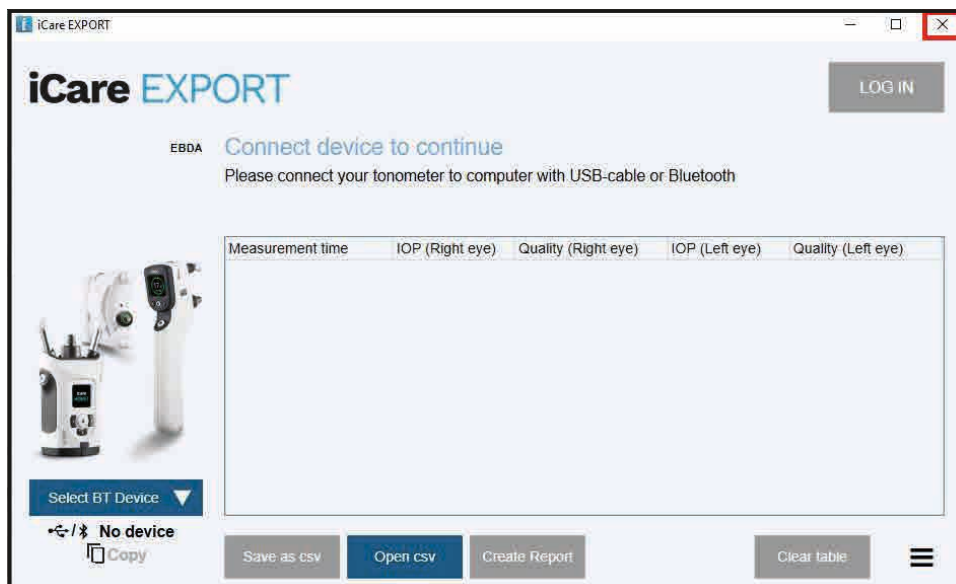 iCare EXPORT
iCare EXPORT
LOG IN
EBDA
Connect device to continue
Please connect your tonometer to computer with USB-cable or Bluetooth
Measurement time IOP (Right eye) Quality (Right eye) IOP (Left eye) Quality (Left eye)
Select BT Device
/ No device
Copy
Save as csv Open csv Create Report Clear table